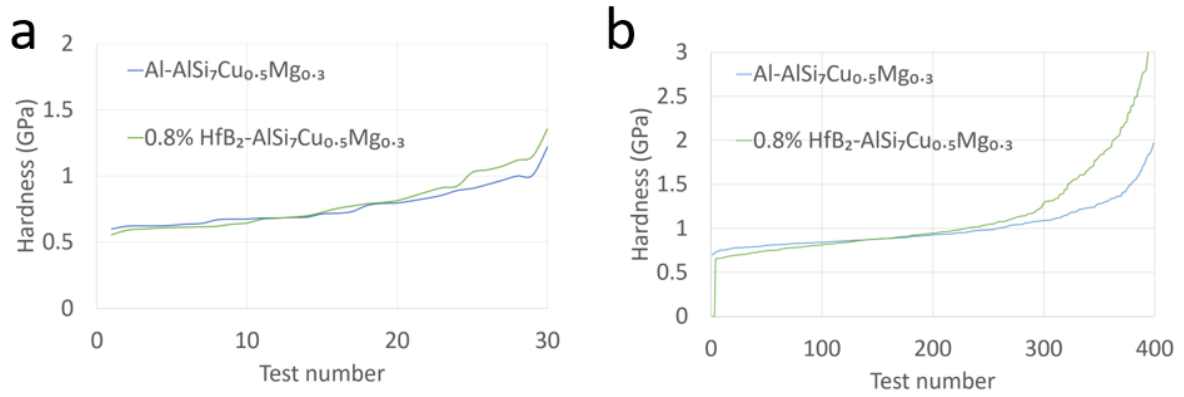 a
2
1.5
1
0.5
0
Hardness (GPa)
Al-AlSi₇Cu₀.₅Mg₀.₃
0.8% HfB₂-AlSi₇Cu₀.₅Mg₀.₃
0 10 20 30
Test number
b
3
2.5
2
1.5
1
0.5
0
Hardness (GPa)
Al-AlSi₇Cu₀.₅Mg₀.₃
0.8% HfB₂-AlSi₇Cu₀.₅Mg₀.₃
0 100 200 300 400
Test number